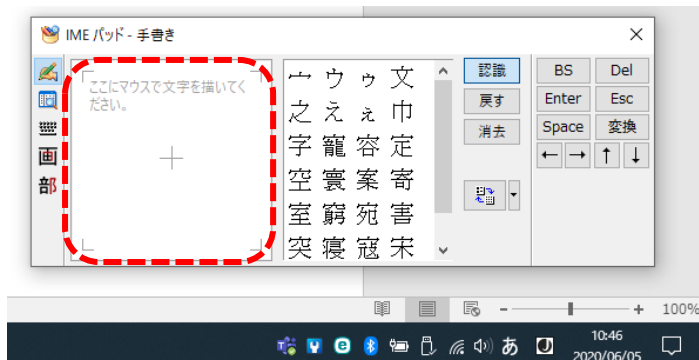 IME パッド - 手書き
ここにマウスで文字を描いてく
ださい。
画
部
亠 ウ ゥ 文
之 え ぇ 巾
字 寵 容 定
空 寰 案 寄
室 窮 宛 害
突 寝 寇 宋
認識
戻す
消去
BS Del
Enter Esc
Space 変換
← → ↑ ↓
100%
あ
10:46
2020/06/05